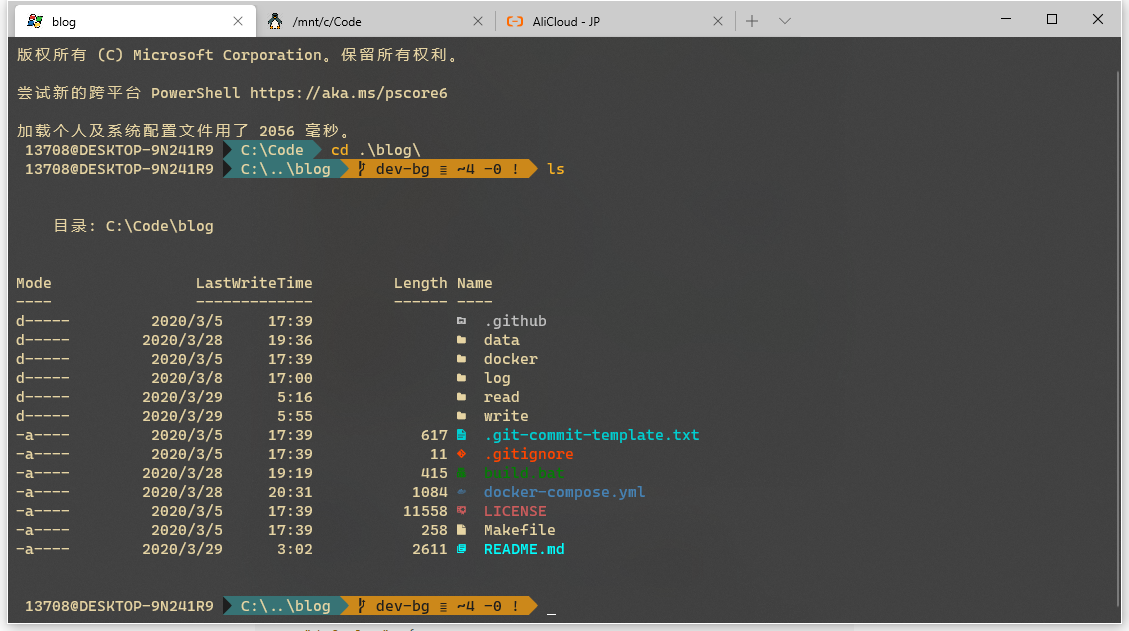 blog /mnt/c/Code AliCloud - JP
版权所有 (C) Microsoft Corporation。保留所有权利。
尝试新的跨平台 PowerShell https://aka.ms/pscore6
加载个人及系统配置文件用了 2056 毫秒。
13708@DESKTOP-9N241R9 C:\Code cd .\blog\
13708@DESKTOP-9N241R9 C:\..\blog dev-bg ≡ ~4 -0 ! ls
目录: C:\Code\blog
Mode LastWriteTime Length Name
---- ------------- ------ ----
d----- 2020/3/5 17:39 .github
d----- 2020/3/28 19:36 data
d----- 2020/3/5 17:39 docker
d----- 2020/3/8 17:00 log
d----- 2020/3/29 5:16 read
d----- 2020/3/29 5:55 write
-a---- 2020/3/5 17:39 617 .git-commit-template.txt
-a---- 2020/3/5 17:39 11 .gitignore
-a---- 2020/3/28 19:19 415 build.bat
-a---- 2020/3/28 20:31 1084 docker-compose.yml
-a---- 2020/3/5 17:39 11558 LICENSE
-a---- 2020/3/5 17:39 258 Makefile
-a---- 2020/3/29 3:02 2611 README.md
13708@DESKTOP-9N241R9 C:\..\blog dev-bg ≡ ~4 -0 ! _